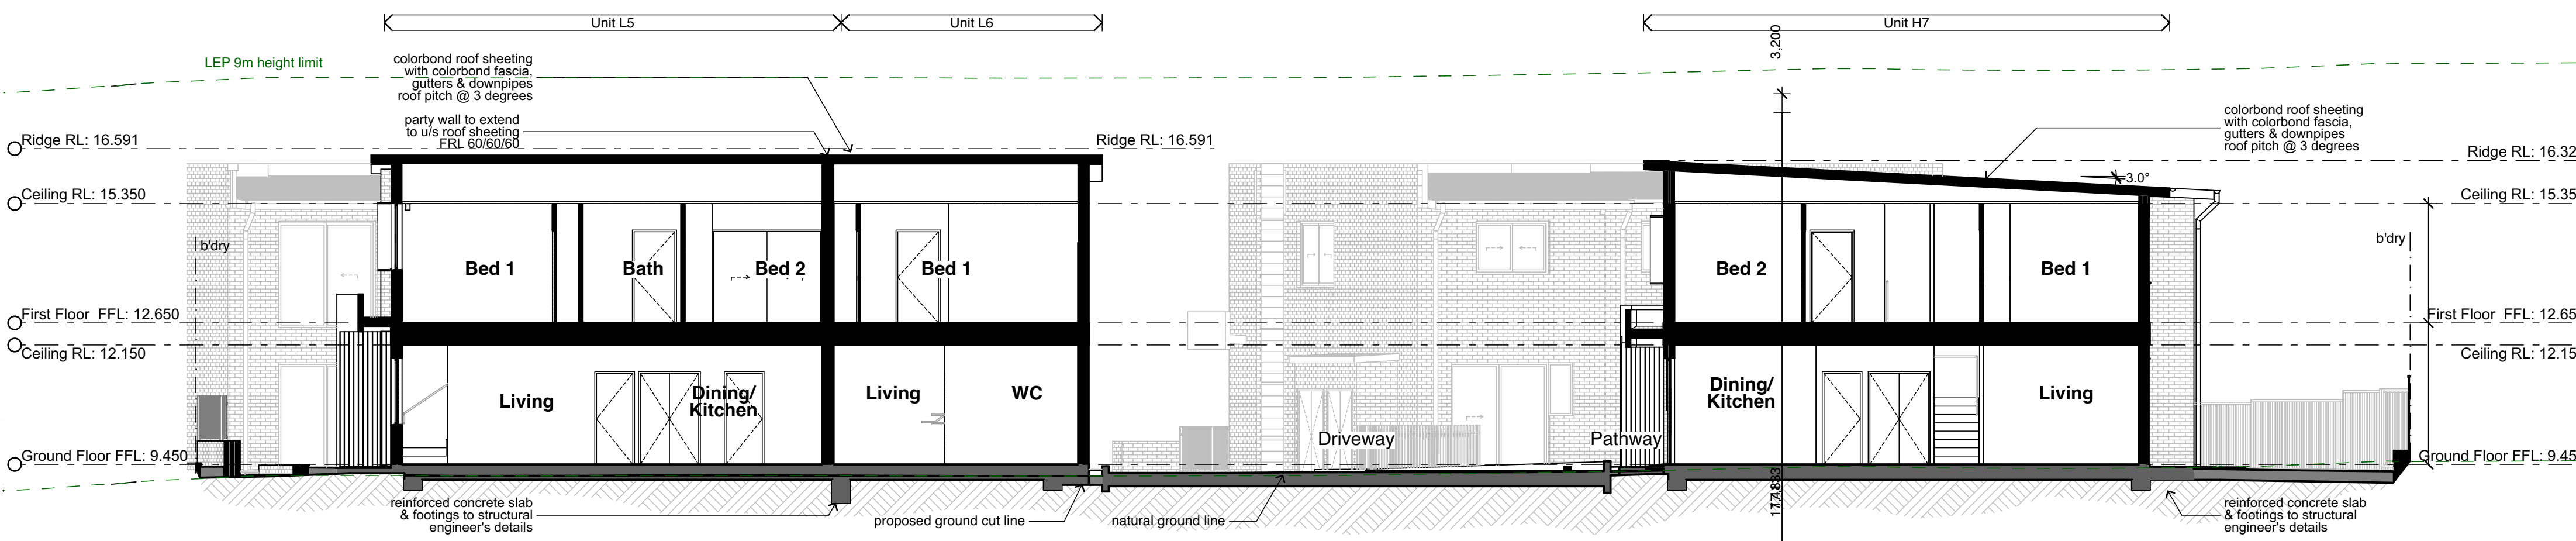 Unit L5
Unit L6
Unit H7
3,200
LEP 9m height limit
colorbond roof sheeting
with colorbond fascia,
gutters & downpipes
roof pitch @ 3 degrees
party wall to extend
to u/s roof sheeting
FRL 60/60/60
colorbond roof sheeting
with colorbond fascia,
gutters & downpipes
roof pitch @ 3 degrees
Ridge RL: 16.591
Ridge RL: 16.591
Ridge RL: 16.32
3.0°
Ceiling RL: 15.350
Ceiling RL: 15.35
b'dry
b'dry
Bed 1
Bath
Bed 2
Bed 1
Bed 2
Bed 1
First Floor FFL: 12.650
First Floor FFL: 12.65
Ceiling RL: 12.150
Ceiling RL: 12.15
Living
Dining/
Kitchen
Living
WC
Dining/
Kitchen
Living
Driveway
Pathway
Ground Floor FFL: 9.450
Ground Floor FFL: 9.45
reinforced concrete slab
& footings to structural
engineer's details
proposed ground cut line
natural ground line
reinforced concrete slab
& footings to structural
engineer's details